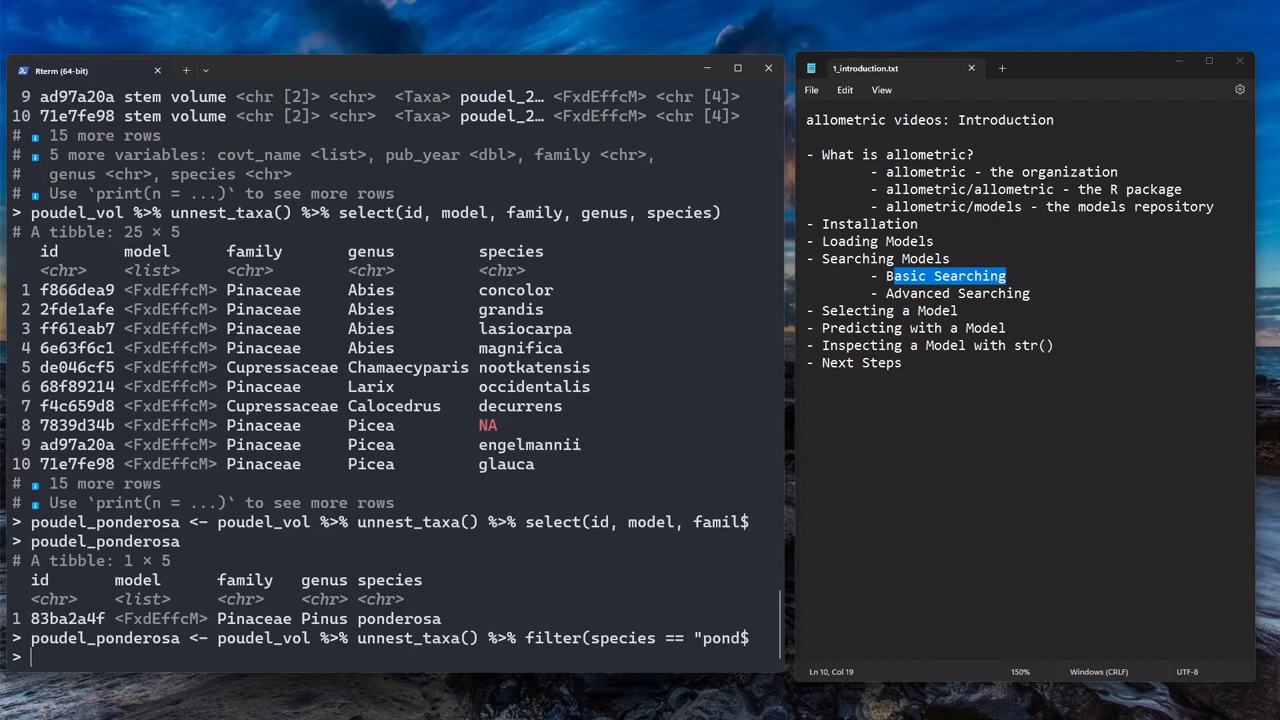 Rterm (64-bit)
9 ad97a20a stem volume <chr [2]> <chr> <Taxa> poudel_2… <FxdEffcM> <chr [4]>
10 71e7fe98 stem volume <chr [2]> <chr> <Taxa> poudel_2… <FxdEffcM> <chr [4]>
# ℹ 15 more rows
# ℹ 5 more variables: covt_name <list>, pub_year <dbl>, family <chr>,
#   genus <chr>, species <chr>
# ℹ Use `print(n = ...)` to see more rows
> poudel_vol %>% unnest_taxa() %>% select(id, model, family, genus, species)
# A tibble: 25 × 5
id model family genus species
<chr> <list> <chr> <chr> <chr>
1 f866dea9 <FxdEffcM> Pinaceae Abies concolor
2 2fde1afe <FxdEffcM> Pinaceae Abies grandis
3 ff61eab7 <FxdEffcM> Pinaceae Abies lasiocarpa
4 6e63f6c1 <FxdEffcM> Pinaceae Abies magnifica
5 de046cf5 <FxdEffcM> Cupressaceae Chamaecyparis nootkatensis
6 68f89214 <FxdEffcM> Pinaceae Larix occidentalis
7 f4c659d8 <FxdEffcM> Cupressaceae Calocedrus decurrens
8 7839d34b <FxdEffcM> Pinaceae Picea NA
9 ad97a20a <FxdEffcM> Pinaceae Picea engelmannii
10 71e7fe98 <FxdEffcM> Pinaceae Picea glauca
# ℹ 15 more rows
# ℹ Use `print(n = ...)` to see more rows
> poudel_ponderosa <- poudel_vol %>% unnest_taxa() %>% select(id, model, famil$
> poudel_ponderosa
# A tibble: 1 × 5
id model family genus species
<chr> <list> <chr> <chr> <chr>
1 83ba2a4f <FxdEffcM> Pinaceae Pinus ponderosa
> poudel_ponderosa <- poudel_vol %>% unnest_taxa() %>% filter(species == "pond$
>
1_introduction.txt
File Edit View
allometric videos: Introduction
- What is allometric?
- allometric - the organization
- allometric/allometric - the R package
- allometric/models - the models repository
- Installation
- Loading Models
- Searching Models
- Basic Searching
- Advanced Searching
- Selecting a Model
- Predicting with a Model
- Inspecting a Model with str()
- Next Steps
Ln 10, Col 19 150% Windows (CRLF) UTF-8